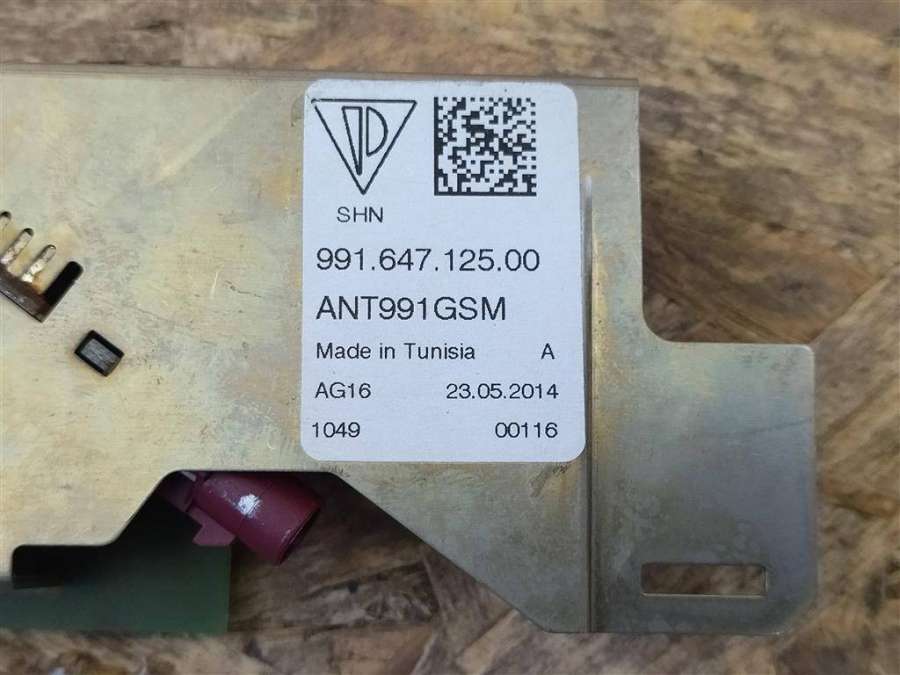 SHN
991.647.125.00
ANT991GSM
Made in Tunisia A
AG16 23.05.2014
1049 00116